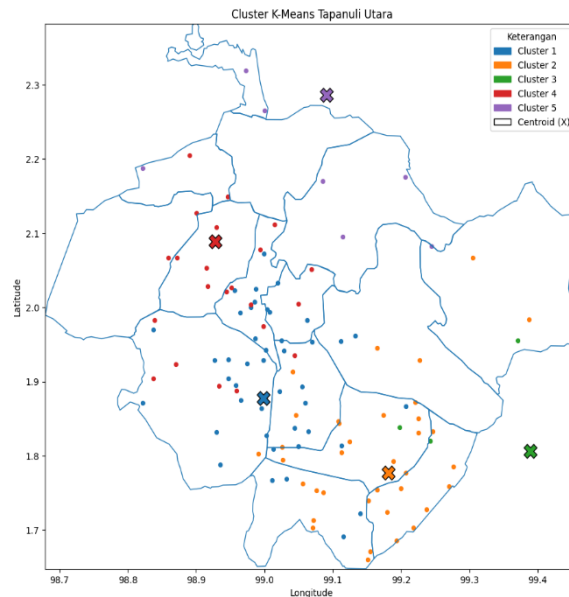 Cluster K-Means Tapanuli Utara
Keterangan
Cluster 1
Cluster 2
Cluster 3
Cluster 4
Cluster 5
Centroid (X)
Latitude
2.3
2.2
2.1
2.0
1.9
1.8
1.7
98.7
98.8
98.9
99.0
99.1
99.2
99.3
99.4
Longitude